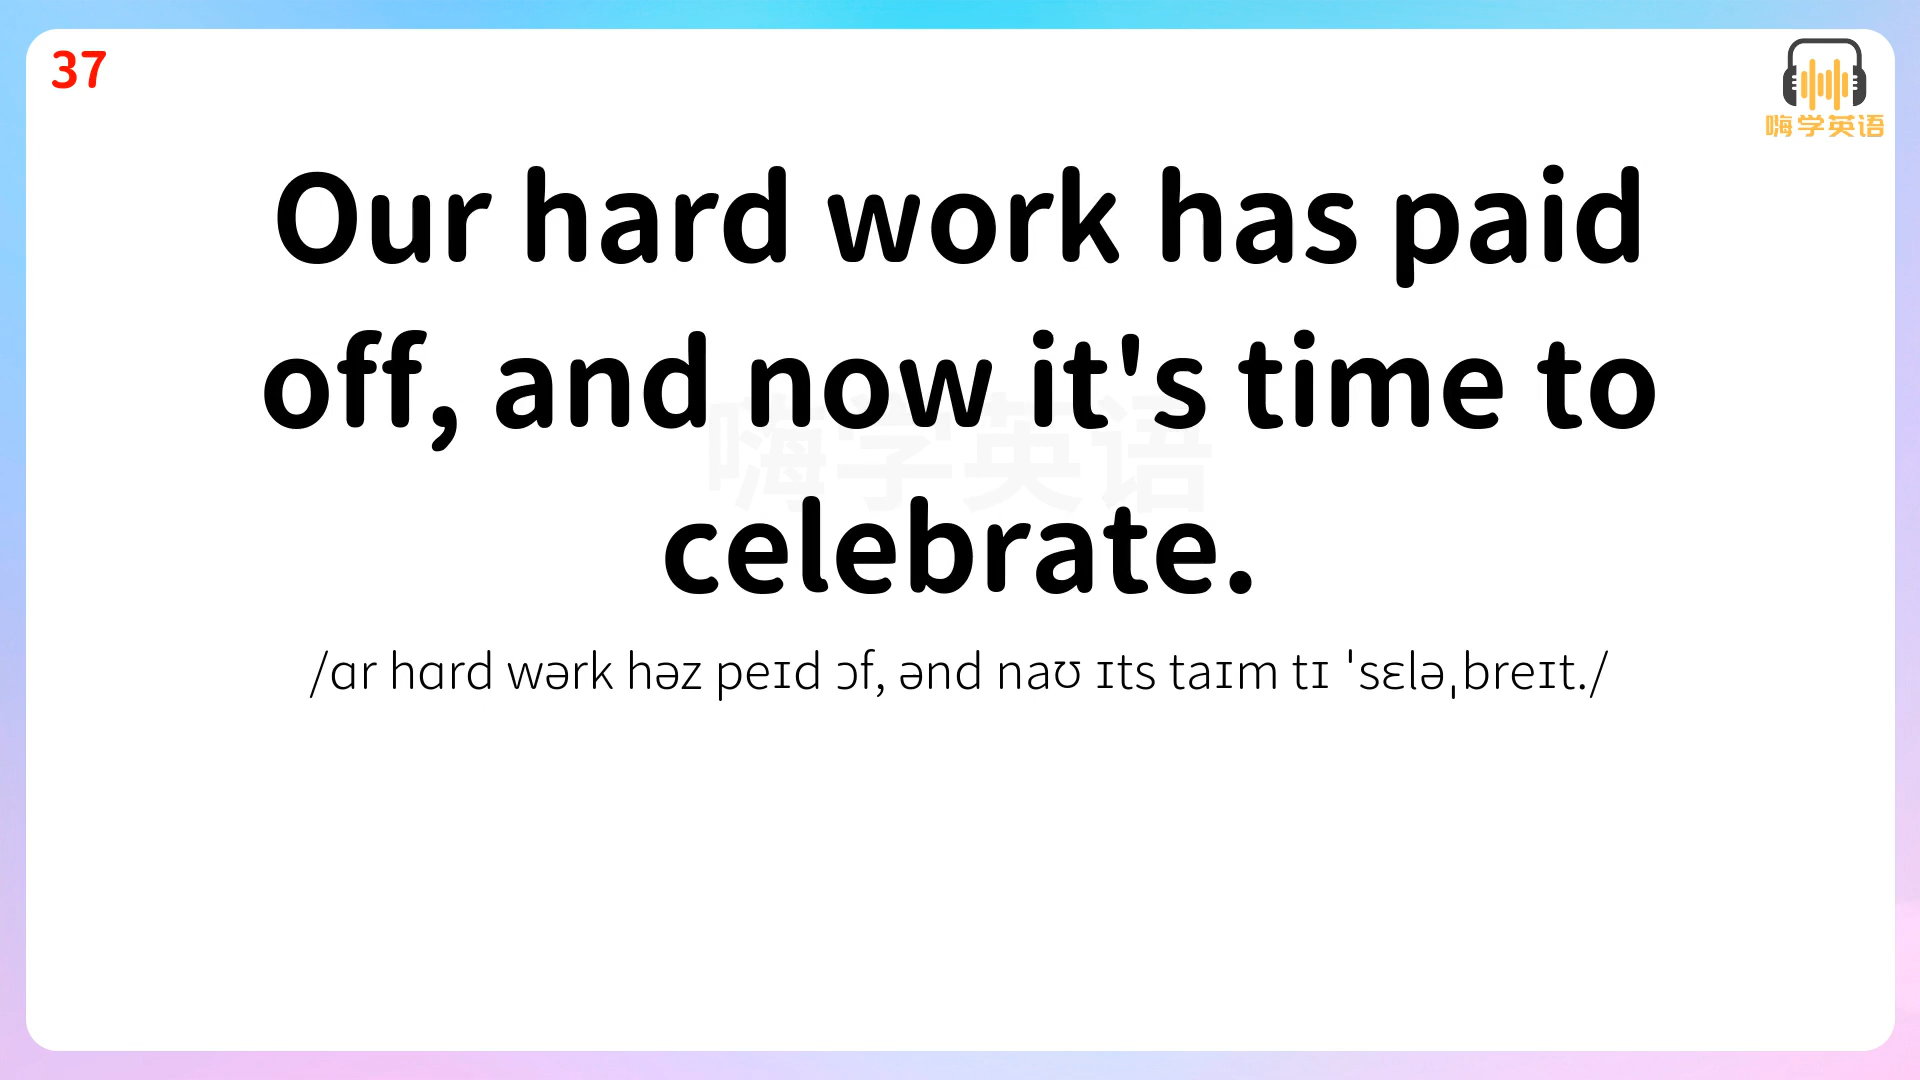 37
嗨学英语
Our hard work has paid
off, and now it's time to
celebrate.
嗨学英语
/ɑr hɑrd wərk həz peɪd ɔf, ənd naʊ ɪts taɪm tɪ ˈsɛləˌbreɪt./